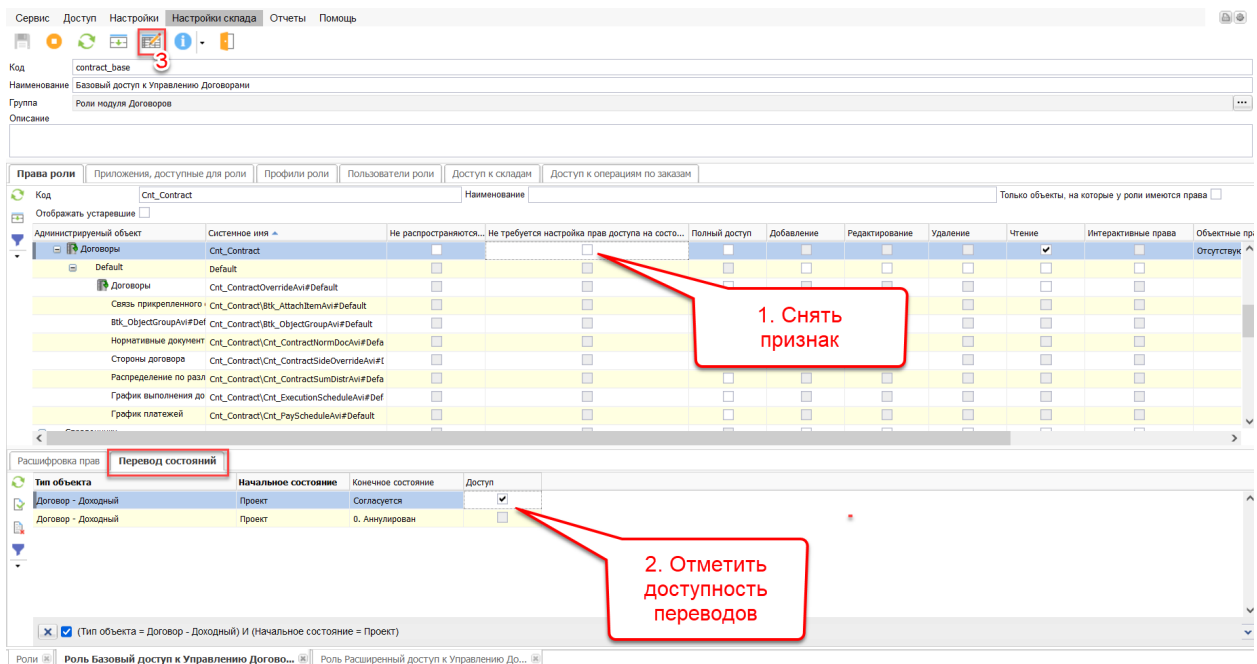 Сервис Доступ Настройки Настройки склада Отчеты Помощь
3
Код contract_base
Наименование Базовый доступ к Управлению Договорами
Группа Роли модуля Договоров ...
Описание
Права роли Приложения, доступные для роли Профили роли Пользователи роли Доступ к складам Доступ к операциям по заказам
Код Cnt_Contract Наименование Только объекты, на которые у роли имеются права
Отображать устаревшие
Администрируемый объект Системное имя Не распространяются... Не требуется настройка прав доступа на состо... Полный доступ Добавление Редактирование Удаление Чтение Интерактивные права Объектные пра
Договоры Cnt_Contract Отсутствую
Default Default
Договоры Cnt_ContractOverrideAvi#Default
Связь прикрепленного Cnt_Contract\Btk_AttachItemAvi#Default
Btk_ObjectGroupAvi#Def Cnt_Contract\Btk_ObjectGroupAvi#Default
Нормативные документ Cnt_Contract\Cnt_ContractNormDocAvi#Defa
Стороны договора Cnt_Contract\Cnt_ContractSideOverrideAvi#D
Распределение по разл Cnt_Contract\Cnt_ContractSumDistrAvi#Defa
График выполнения до Cnt_Contract\Cnt_ExecutionScheduleAvi#Def
График платежей Cnt_Contract\Cnt_PayScheduleAvi#Default
1. Снять
признак
Расшифровка прав Перевод состояний
Тип объекта Начальное состояние Конечное состояние Доступ
Договор - Доходный Проект Согласуется
Договор - Доходный Проект 0. Аннулирован
2. Отметить
доступность
переводов
(Тип объекта = Договор - Доходный) И (Начальное состояние = Проект)
Роли Роль Базовый доступ к Управлению Догово... Роль Расширенный доступ к Управлению До...